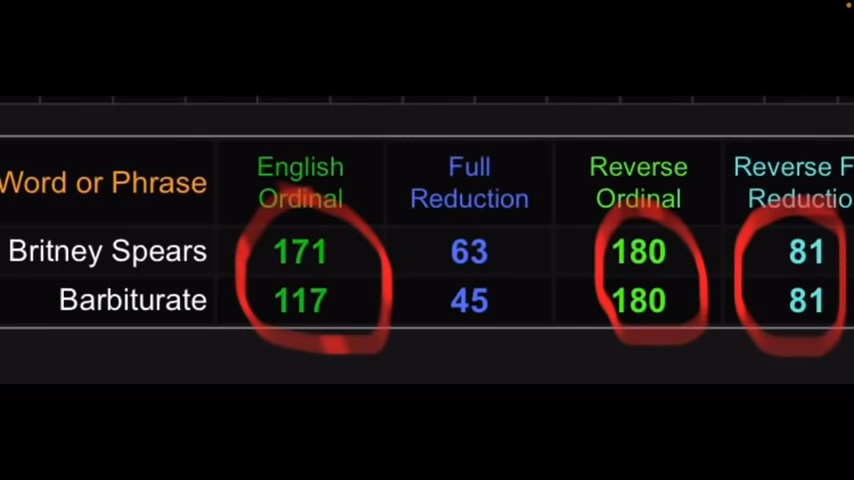 Word or Phrase English Ordinal Full Reduction Reverse Ordinal Reverse F Reductio
Britney Spears 171 63 180 81
Barbiturate 117 45 180 81